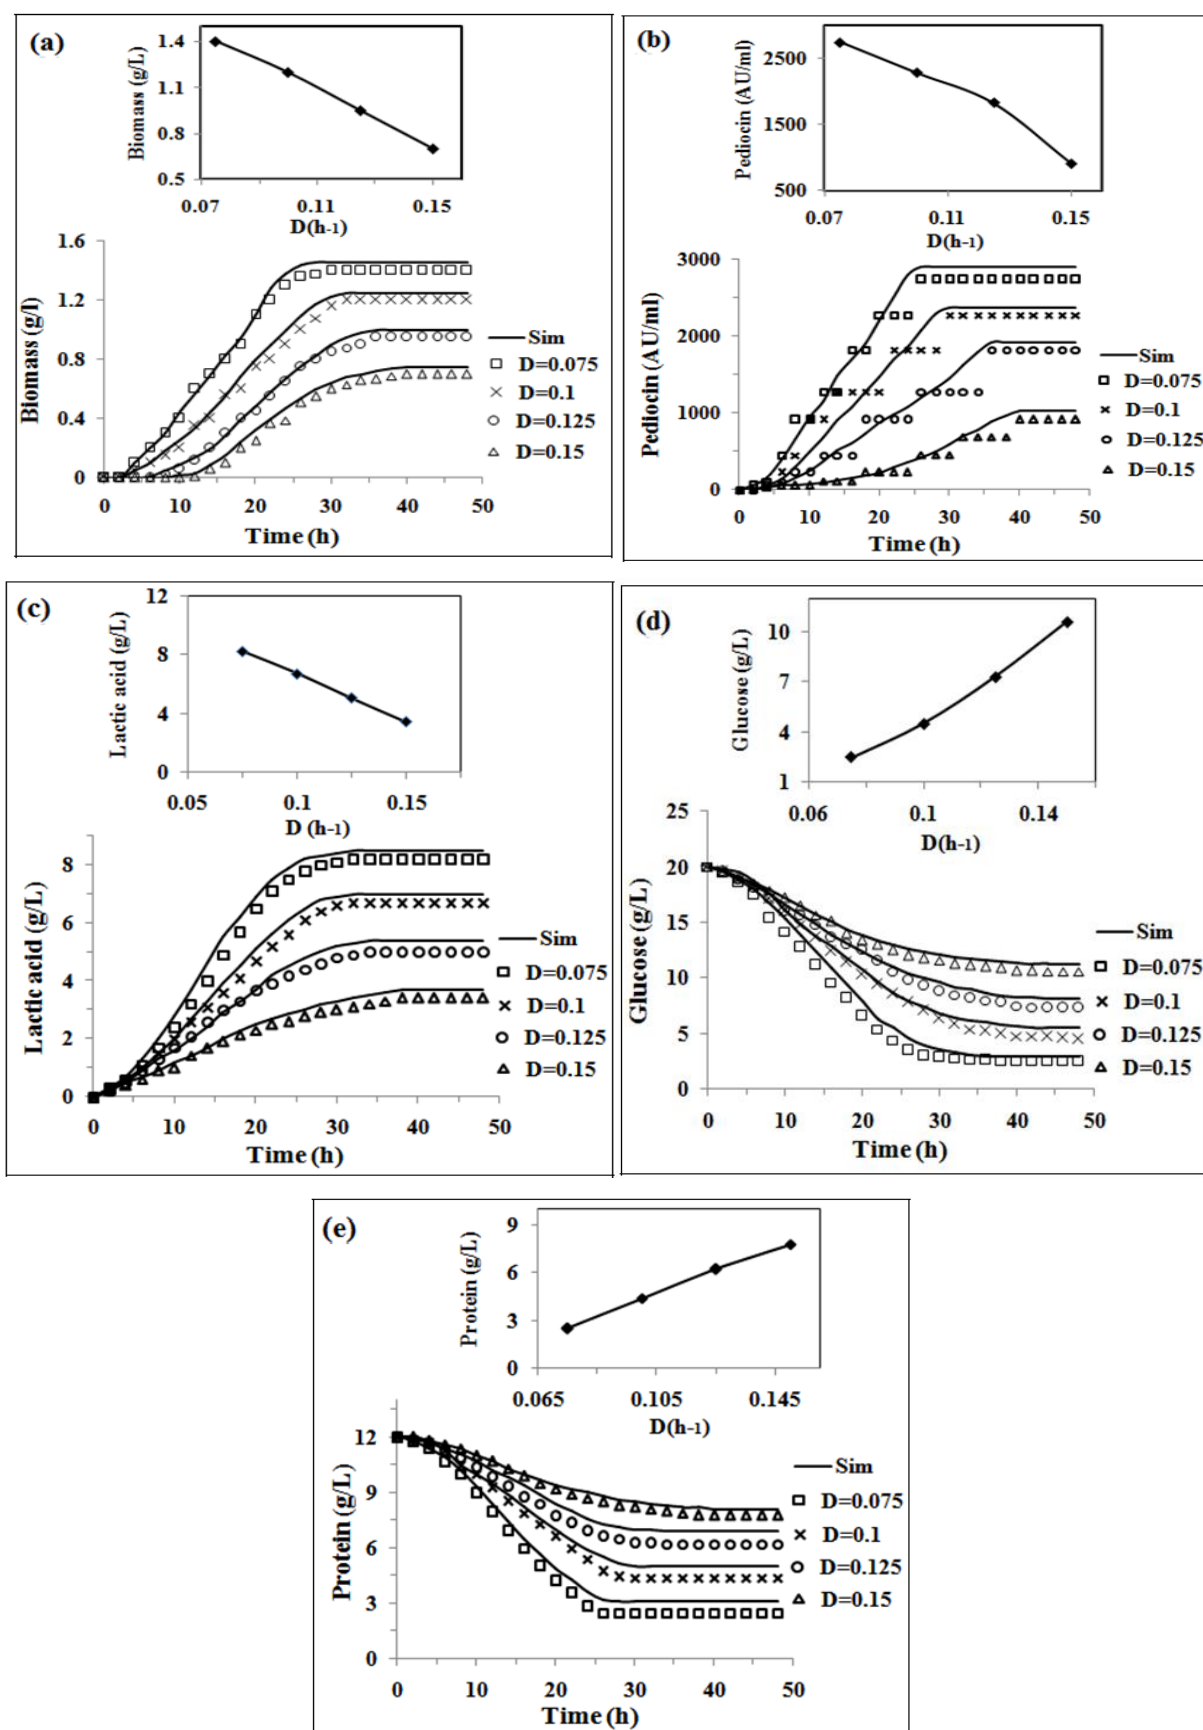 (a)
Biomass (g/L)
1.4
1.1
0.8
0.5
0.07 0.11 0.15
D(h-1)
Biomass (g/l)
1.6
1.2
0.8
0.4
0
0 10 20 30 40 50
Time (h)
Sim
D=0.075
D=0.1
D=0.125
D=0.15
(b)
Pediocin (AU/ml)
2500
1500
500
0.07 0.11 0.15
D(h-1)
Pediocin (AU/ml)
3000
2000
1000
0
0 10 20 30 40 50
Time (h)
Sim
D=0.075
D=0.1
D=0.125
D=0.15
(c)
Lactic acid (g/L)
12
8
4
0
0.05 0.1 0.15
D (h-1)
Lactic acid (g/L)
8
6
4
2
0
0 10 20 30 40 50
Time (h)
Sim
D=0.075
D=0.1
D=0.125
D=0.15
(d)
Glucose (g/L)
10
7
4
1
0.06 0.1 0.14
D(h-1)
Glucose (g/L)
25
20
15
10
5
0
0 10 20 30 40 50
Time (h)
Sim
D=0.075
D=0.1
D=0.125
D=0.15
(e)
Protein (g/L)
9
6
3
0
0.065 0.105 0.145
D(h-1)
Protein (g/L)
12
9
6
3
0
0 10 20 30 40 50
Time (h)
Sim
D=0.075
D=0.1
D=0.125
D=0.15